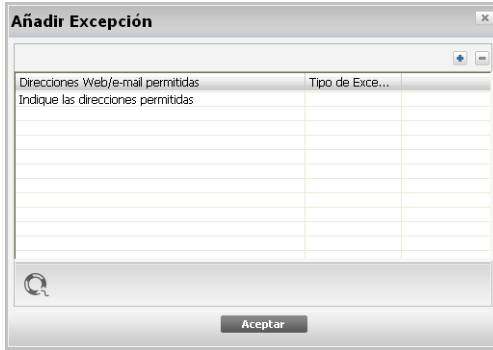 Añadir Excepción
Direcciones Web/e-mail permitidas Tipo de Exce...
Indique las direcciones permitidas
Aceptar